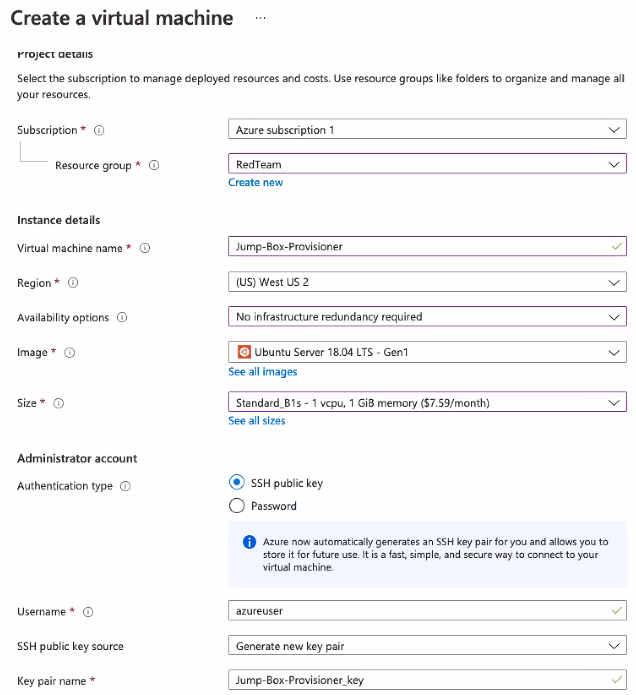 Create a virtual machine ...
Project details
Select the subscription to manage deployed resources and costs. Use resource groups like folders to organize and manage all
your resources.
Subscription *
Azure subscription 1
Resource group *
RedTeam
Create new
Instance details
Virtual machine name *
Jump-Box-Provisioner
Region *
(US) West US 2
Availability options
No infrastructure redundancy required
Image *
Ubuntu Server 18.04 LTS - Gen1
See all images
Size *
Standard_B1s - 1 vcpu, 1 GiB memory ($7.59/month)
See all sizes
Administrator account
Authentication type
SSH public key
Password
Azure now automatically generates an SSH key pair for you and allows you to
store it for future use. It is a fast, simple, and secure way to connect to your
virtual machine.
Username *
azureuser
SSH public key source
Generate new key pair
Key pair name *
Jump-Box-Provisioner_key